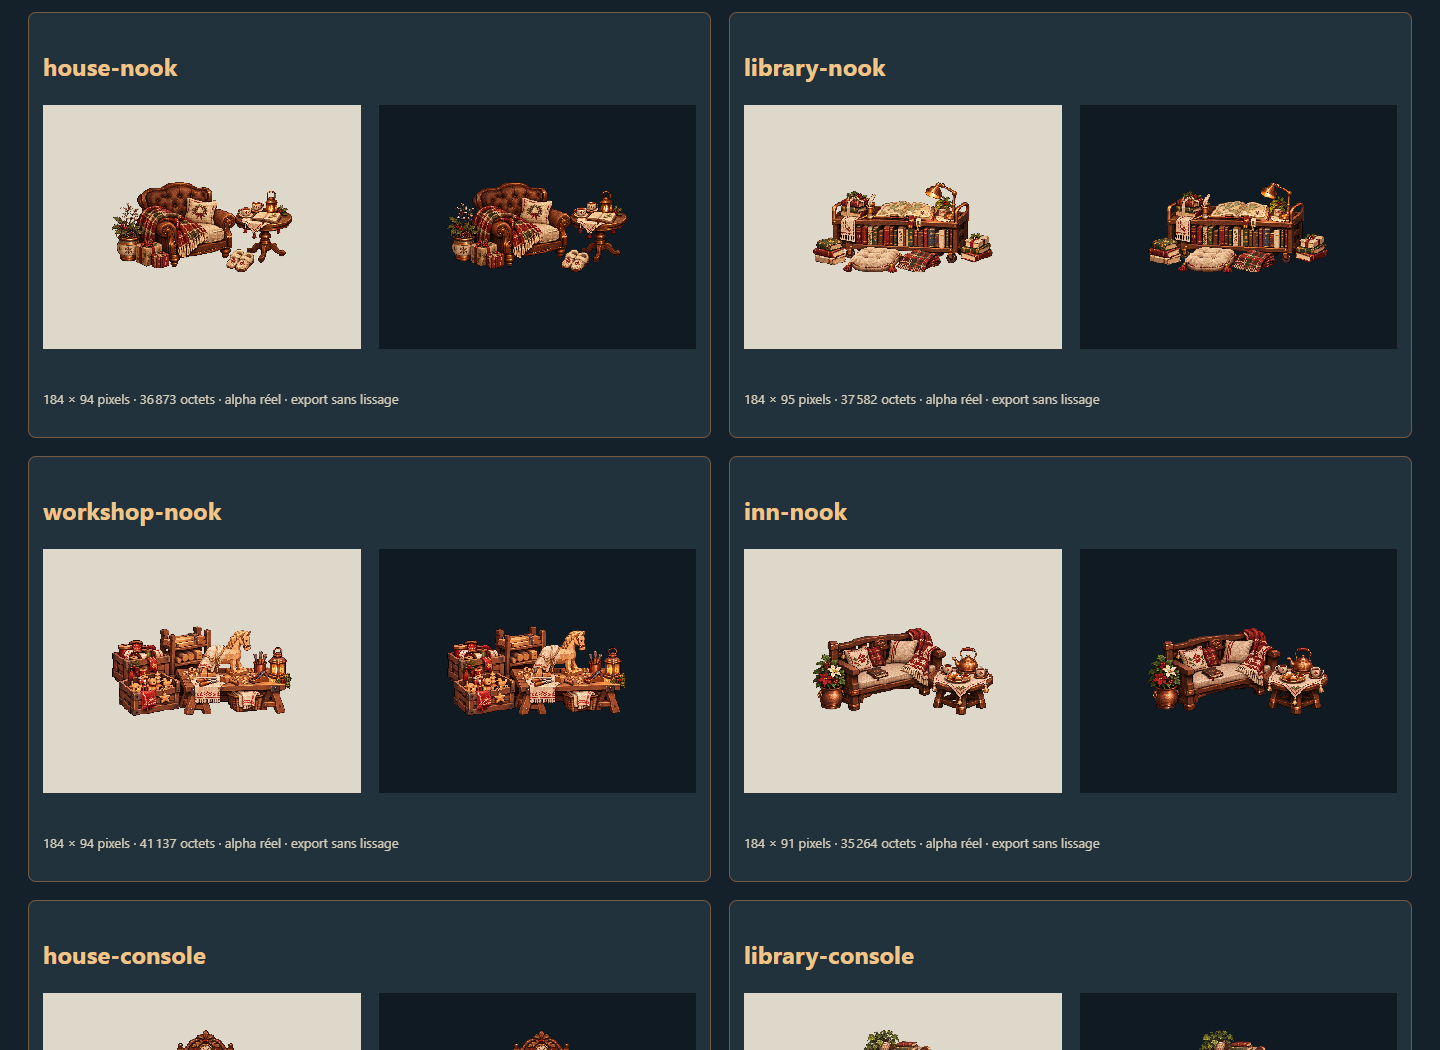 house-nook
library-nook
184 × 94 pixels · 36 873 octets · alpha réel · export sans lissage
184 × 95 pixels · 37 582 octets · alpha réel · export sans lissage
workshop-nook
inn-nook
184 × 94 pixels · 41 137 octets · alpha réel · export sans lissage
184 × 91 pixels · 35 264 octets · alpha réel · export sans lissage
house-console
library-console